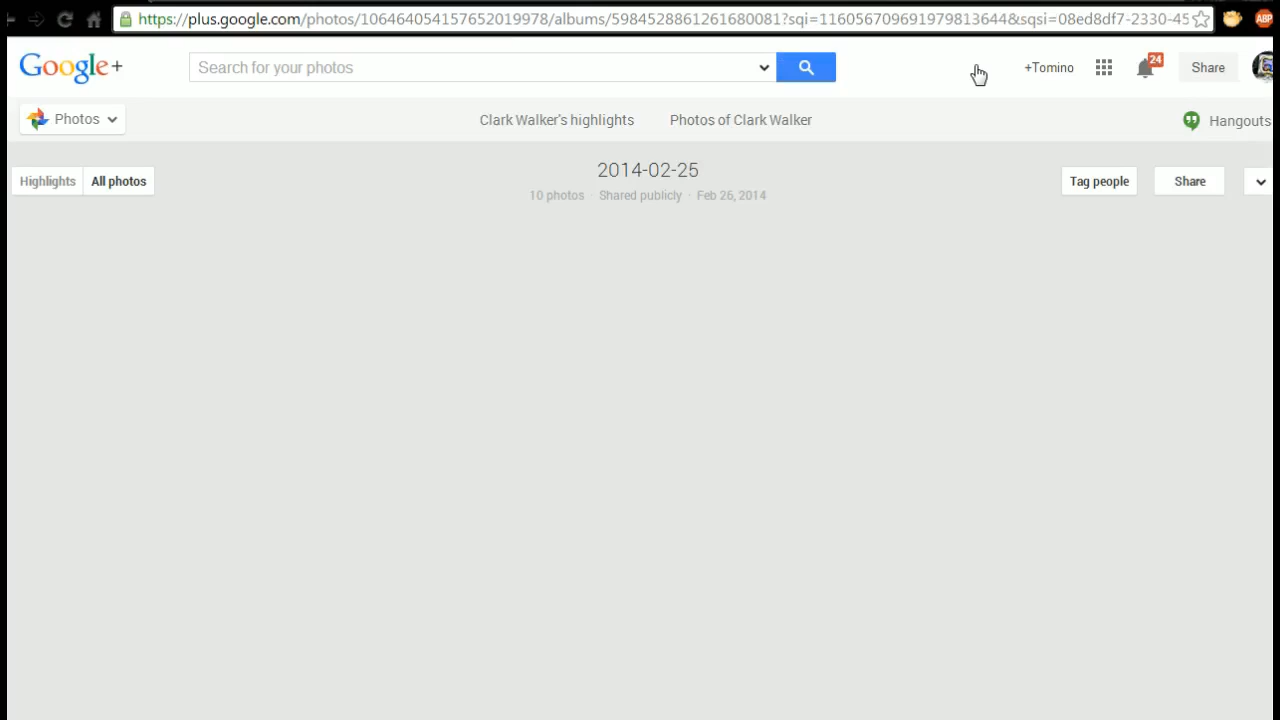 https://plus.google.com/photos/106464054157652019978/albums/5984528861261680081?sqi=116056709691979813644&sqsi=08ed8df7-2330-45
ABP
Google+
Search for your photos
+Tomino
24
Share
Photos
Clark Walker's highlights
Photos of Clark Walker
Hangouts
Highlights
All photos
2014-02-25
Tag people
Share
10 photos · Shared publicly · Feb 26, 2014